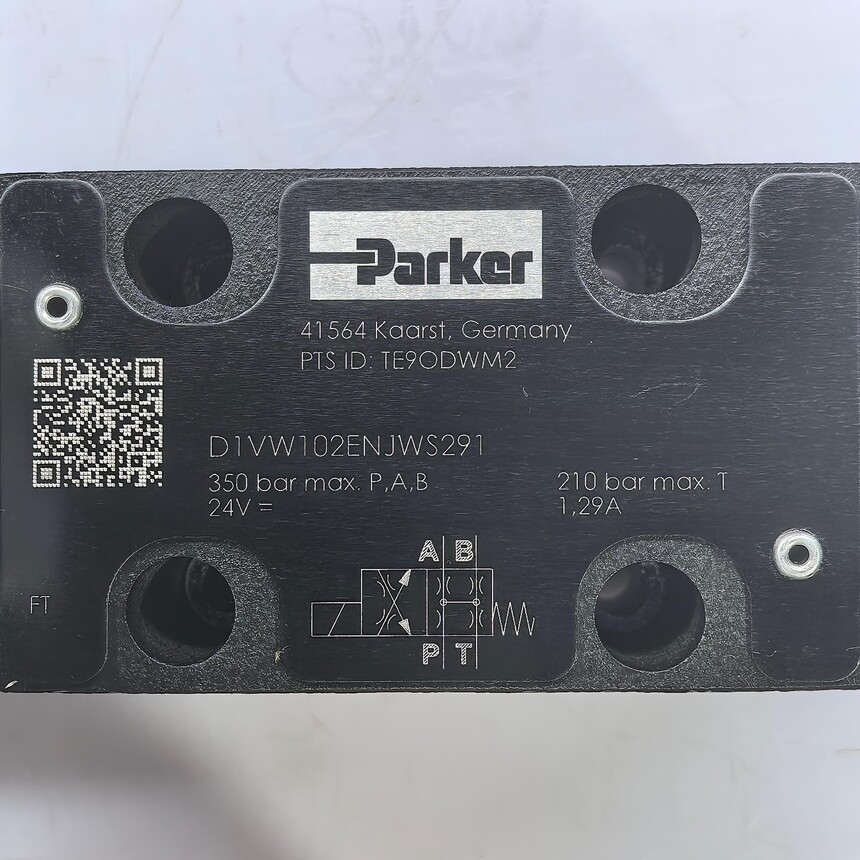 Parker
41564 Kaarst, Germany
PTS ID: TE9ODWM2
D1VW102ENJWS291
350 bar max. P,A,B 210 bar max. T
24V = 1,29A
A B
FT
P T